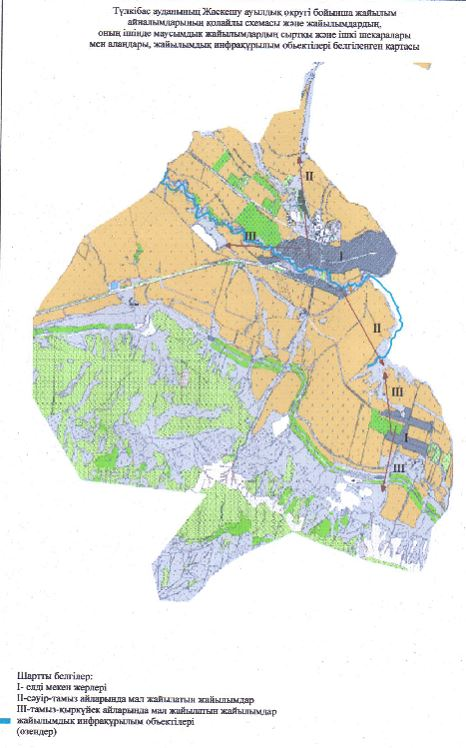 Түлкібас ауданының Жаскешу ауылдық округі бойынша жайылым
айналымдарының қолайлы схемасы және жайылымдардың,
оның ішінде маусымдық жайылымдардың сыртқы және ішкі шекаралары
мен алаңдары, жайылымдық инфрақұрылым обьектілері белгіленген картасы
II
III
I
II
III
I
III
Шартты белгілер:
I- елді мекен жерлері
II-сәуір-тамыз айларында мал жайылатын жайылымдар
III-тамыз-қыркүйек айларында мал жайылатын жайылымдар
жайылымдық инфрақұрылым обьектілері
(өзендер)